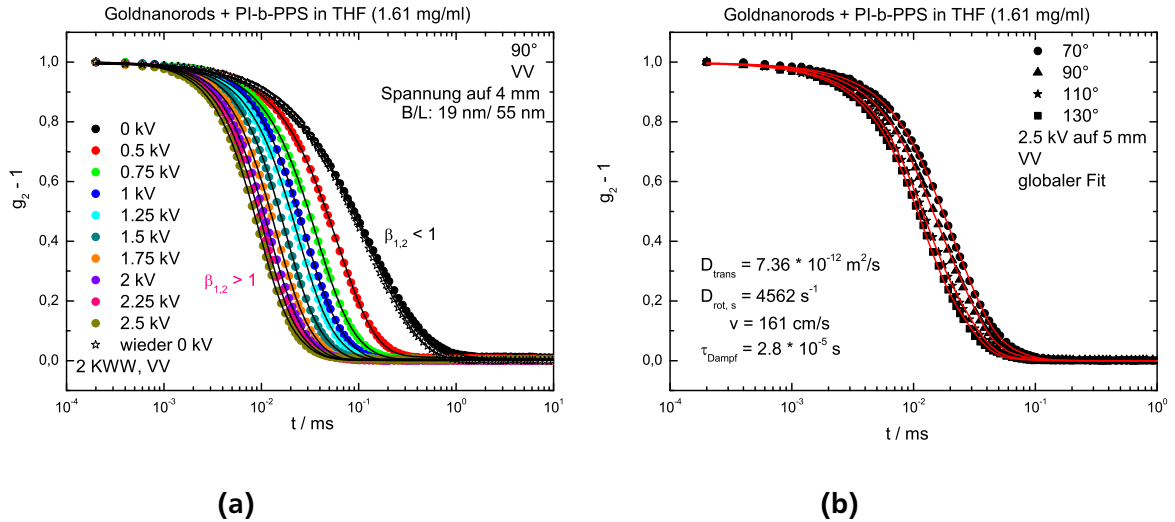 Goldnanorods + PI-b-PPS in THF (1.61 mg/ml)
90°
VV
Spannung auf 4 mm
B/L: 19 nm/ 55 nm
0 kV
0.5 kV
0.75 kV
1 kV
1.25 kV
1.5 kV
1.75 kV
2 kV
2.25 kV
2.5 kV
wieder 0 kV
2 KWW, VV
β1,2 < 1
β1,2 > 1
1,0
0,8
0,6
0,4
0,2
0,0
g2 - 1
10-4 10-3 10-2 10-1 100 101
t / ms
(a)
Goldnanorods + PI-b-PPS in THF (1.61 mg/ml)
70°
90°
110°
130°
2.5 kV auf 5 mm
VV
globaler Fit
Dtrans = 7.36 * 10-12 m2/s
Drot, s = 4562 s-1
v = 161 cm/s
τDampf = 2.8 * 10-5 s
1,0
0,8
0,6
0,4
0,2
0,0
g2 - 1
10-4 10-3 10-2 10-1 100
t / ms
(b)